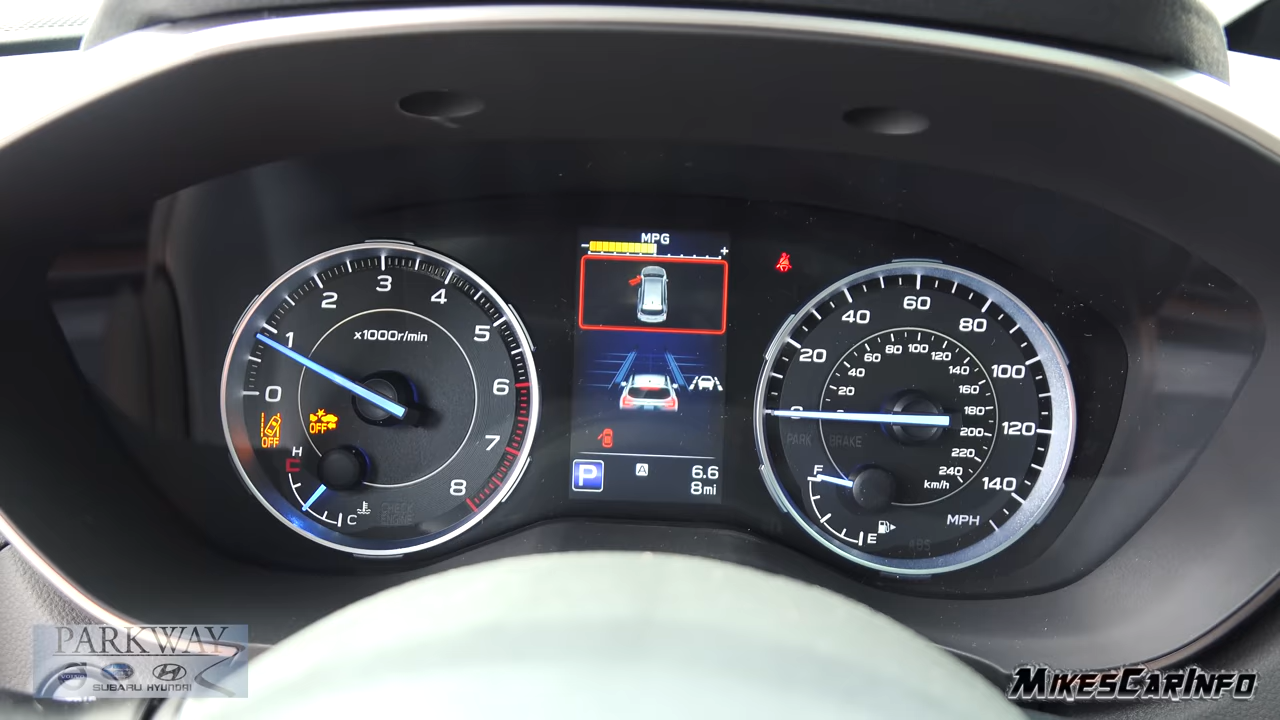 MPG
- +
0 1 2 3 4 5 6 7 8
x1000r/min
OFF
OFF
H
C
CHECK
ENGINE
P
A
6.6
8mi
0 20 40 60 80 100 120 140
20 40 60 80 100 120 140 160 180 200 220 240
km/h
MPH
PARK BRAKE
F
E
ABS
PARKWAY
SUBARU HYUNDAI
MIKESCARINFO